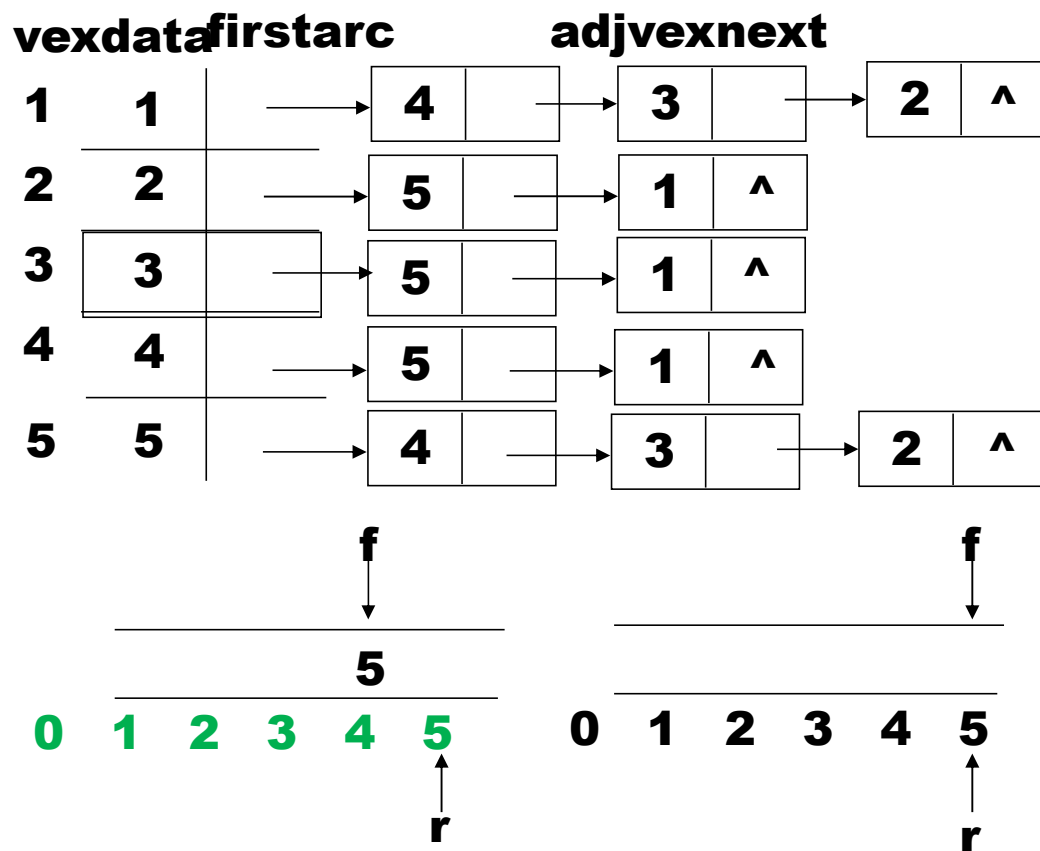 vexdata firstarc adjvexnext
1 1 4 3 2 ^
2 2 5 1 ^
3 3 5 1 ^
4 4 5 1 ^
5 5 4 3 2 ^
f f
5
0 1 2 3 4 5 0 1 2 3 4 5
r r